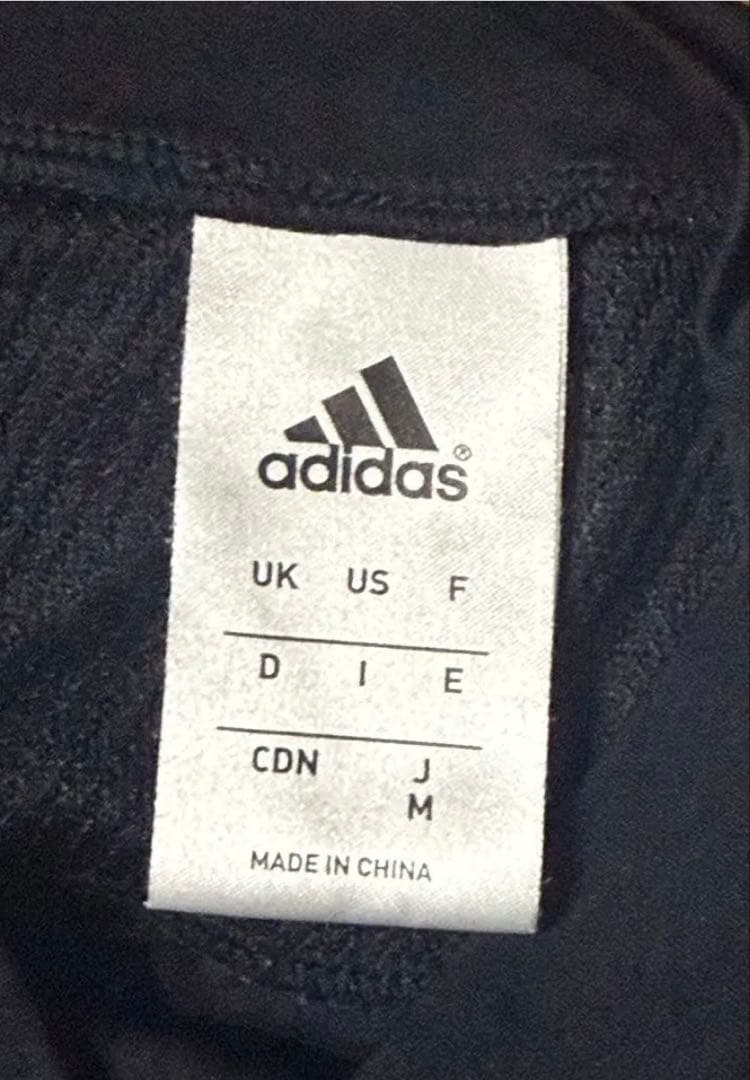 adidas®
UK US F
D I E
CDN J
M
MADE IN CHINA